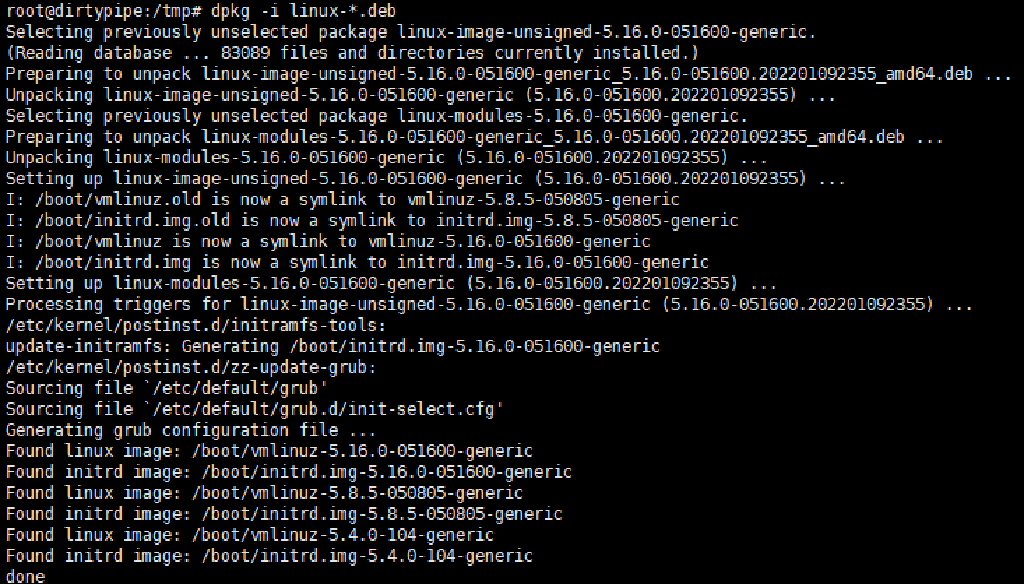 root@dirtypipe:/tmp# dpkg -i linux-*.deb
Selecting previously unselected package linux-image-unsigned-5.16.0-051600-generic.
(Reading database ... 83089 files and directories currently installed.)
Preparing to unpack linux-image-unsigned-5.16.0-051600-generic_5.16.0-051600.202201092355_amd64.deb ...
Unpacking linux-image-unsigned-5.16.0-051600-generic (5.16.0-051600.202201092355) ...
Selecting previously unselected package linux-modules-5.16.0-051600-generic.
Preparing to unpack linux-modules-5.16.0-051600-generic_5.16.0-051600.202201092355_amd64.deb ...
Unpacking linux-modules-5.16.0-051600-generic (5.16.0-051600.202201092355) ...
Setting up linux-image-unsigned-5.16.0-051600-generic (5.16.0-051600.202201092355) ...
I: /boot/vmlinuz.old is now a symlink to vmlinuz-5.8.5-050805-generic
I: /boot/initrd.img.old is now a symlink to initrd.img-5.8.5-050805-generic
I: /boot/vmlinuz is now a symlink to vmlinuz-5.16.0-051600-generic
I: /boot/initrd.img is now a symlink to initrd.img-5.16.0-051600-generic
Setting up linux-modules-5.16.0-051600-generic (5.16.0-051600.202201092355) ...
Processing triggers for linux-image-unsigned-5.16.0-051600-generic (5.16.0-051600.202201092355) ...
/etc/kernel/postinst.d/initramfs-tools:
update-initramfs: Generating /boot/initrd.img-5.16.0-051600-generic
/etc/kernel/postinst.d/zz-update-grub:
Sourcing file `/etc/default/grub'
Sourcing file `/etc/default/grub.d/init-select.cfg'
Generating grub configuration file ...
Found linux image: /boot/vmlinuz-5.16.0-051600-generic
Found initrd image: /boot/initrd.img-5.16.0-051600-generic
Found linux image: /boot/vmlinuz-5.8.5-050805-generic
Found initrd image: /boot/initrd.img-5.8.5-050805-generic
Found linux image: /boot/vmlinuz-5.4.0-104-generic
Found initrd image: /boot/initrd.img-5.4.0-104-generic
done